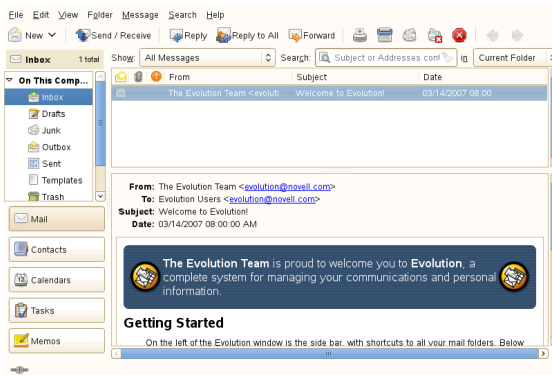 File Edit View Folder Message Search Help
New Send / Receive Reply Reply to All Forward
Inbox 1 total Show: All Messages Search: Subject or Addresses cont in Current Folder
On This Comp...
Inbox
Drafts
Junk
Outbox
Sent
Templates
Trash
Mail
Contacts
Calendars
12
Tasks
Memos
From Subject Date
The Evolution Team <evoluti... Welcome to Evolution! 03/14/2007 08:00
From: The Evolution Team <evolution@novell.com>
To: Evolution Users <evolution@novell.com>
Subject: Welcome to Evolution!
Date: 03/14/2007 08:00:00 AM
The Evolution Team is proud to welcome you to Evolution, a
complete system for managing your communications and personal
information.
Getting Started
On the left of the Evolution window is the side bar, with shortcuts to all your mail folders. Below